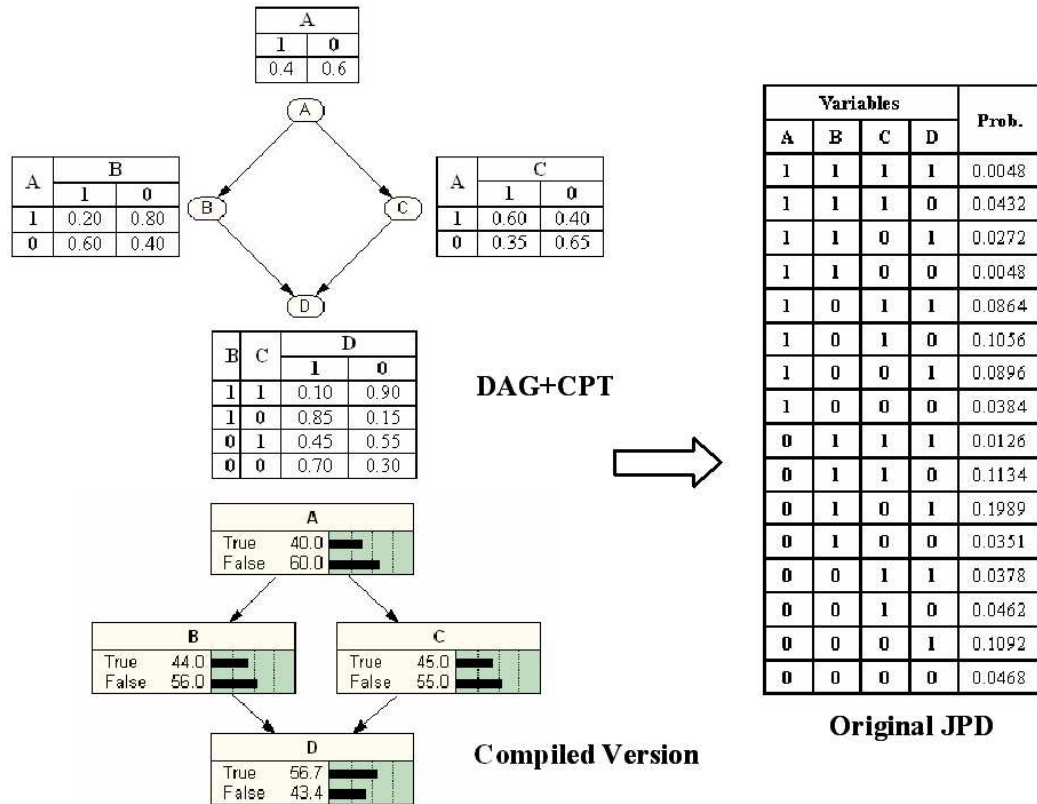 A
1 0
0.4 0.6
A
A B
1 0
1 0.20 0.80
0 0.60 0.40
B
C
A C
1 0
1 0.60 0.40
0 0.35 0.65
D
B C D
1 0
1 1 0.10 0.90
1 0 0.85 0.15
0 1 0.45 0.55
0 0 0.70 0.30
DAG+CPT
A
True 40.0
False 60.0
B
True 44.0
False 56.0
C
True 45.0
False 55.0
D
True 56.7
False 43.4
Compiled Version
Variables Prob.
A B C D
1 1 1 1 0.0048
1 1 1 0 0.0432
1 1 0 1 0.0272
1 1 0 0 0.0048
1 0 1 1 0.0864
1 0 1 0 0.1056
1 0 0 1 0.0896
1 0 0 0 0.0384
0 1 1 1 0.0126
0 1 1 0 0.1134
0 1 0 1 0.1989
0 1 0 0 0.0351
0 0 1 1 0.0378
0 0 1 0 0.0462
0 0 0 1 0.1092
0 0 0 0 0.0468
Original JPD